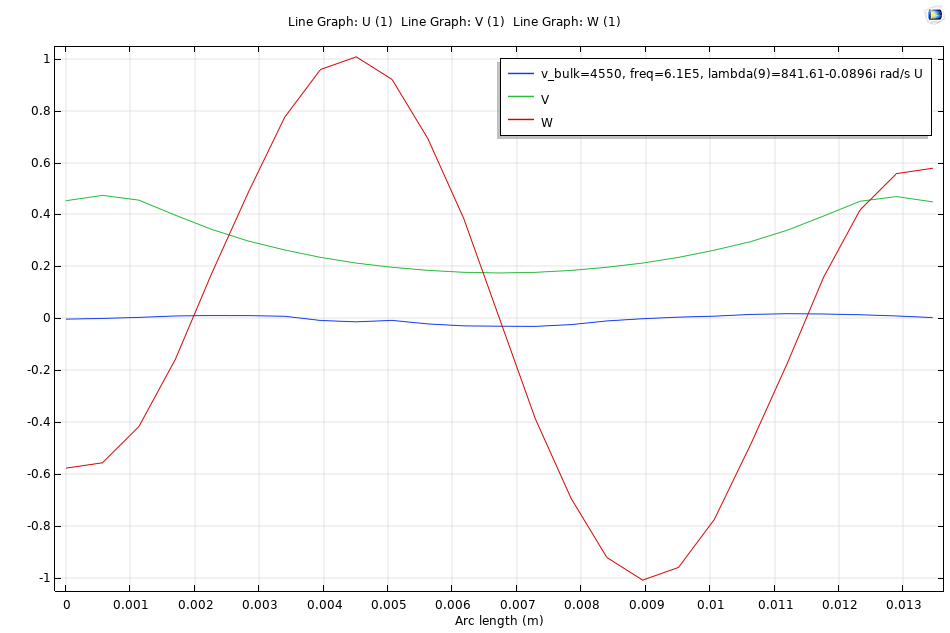 Line Graph: U (1)  Line Graph: V (1)  Line Graph: W (1)
v_bulk=4550, freq=6.1E5, lambda(9)=841.61-0.0896i rad/s U
V
W
1
0.8
0.6
0.4
0.2
0
-0.2
-0.4
-0.6
-0.8
-1
0 0.001 0.002 0.003 0.004 0.005 0.006 0.007 0.008 0.009 0.01 0.011 0.012 0.013
Arc length (m)